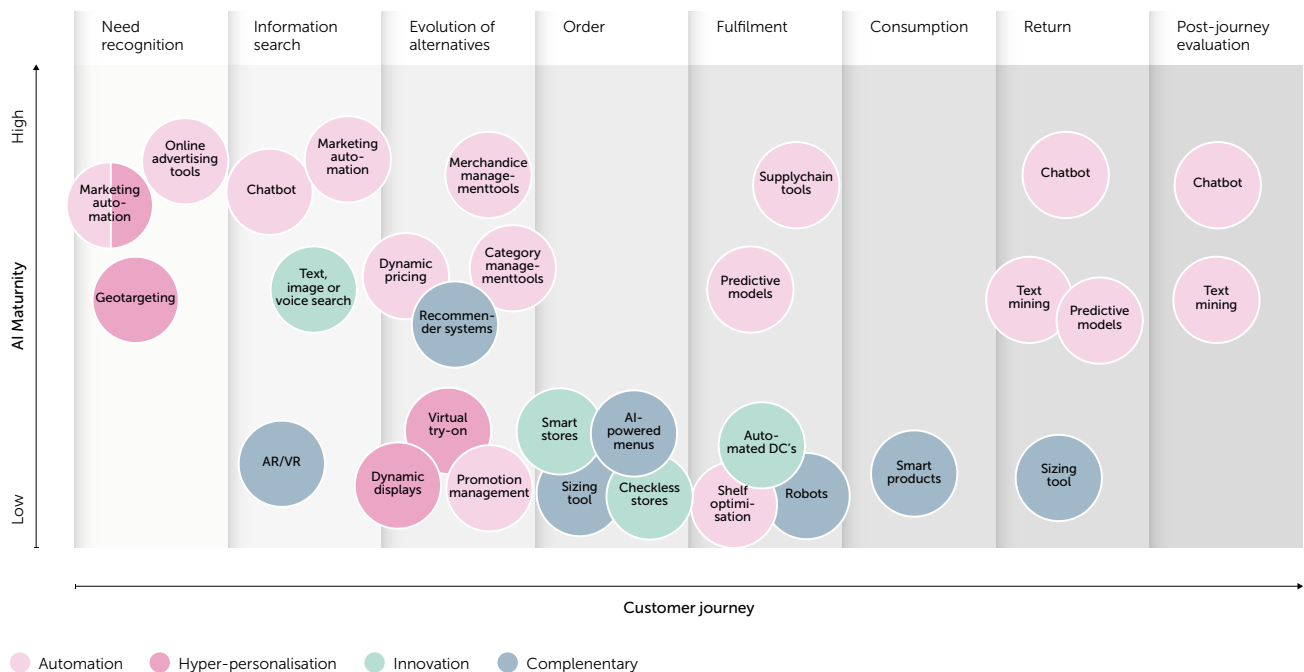 Need
recognition
Information
search
Evolution of
alternatives
Order
Fulfilment
Consumption
Return
Post-journey
evaluation
High
AI Maturnity
Low
Online
advertising
tools
Marketing
auto-
mation
Geotargeting
Marketing
auto-
mation
Chatbot
Text,
image or
voice search
AR/VR
Merchandice
manage-
menttools
Dynamic
pricing
Category
manage-
menttools
Recommen-
der systems
Virtual
try-on
Dynamic
displays
Promotion
management
Smart
stores
AI-
powered
menus
Sizing
tool
Checkless
stores
Supplychain
tools
Predictive
models
Auto-
mated DC's
Shelf
optimi-
sation
Robots
Smart
products
Chatbot
Text
mining
Predictive
models
Sizing
tool
Chatbot
Text
mining
Customer journey
Automation
Hyper-personalisation
Innovation
Complenentary